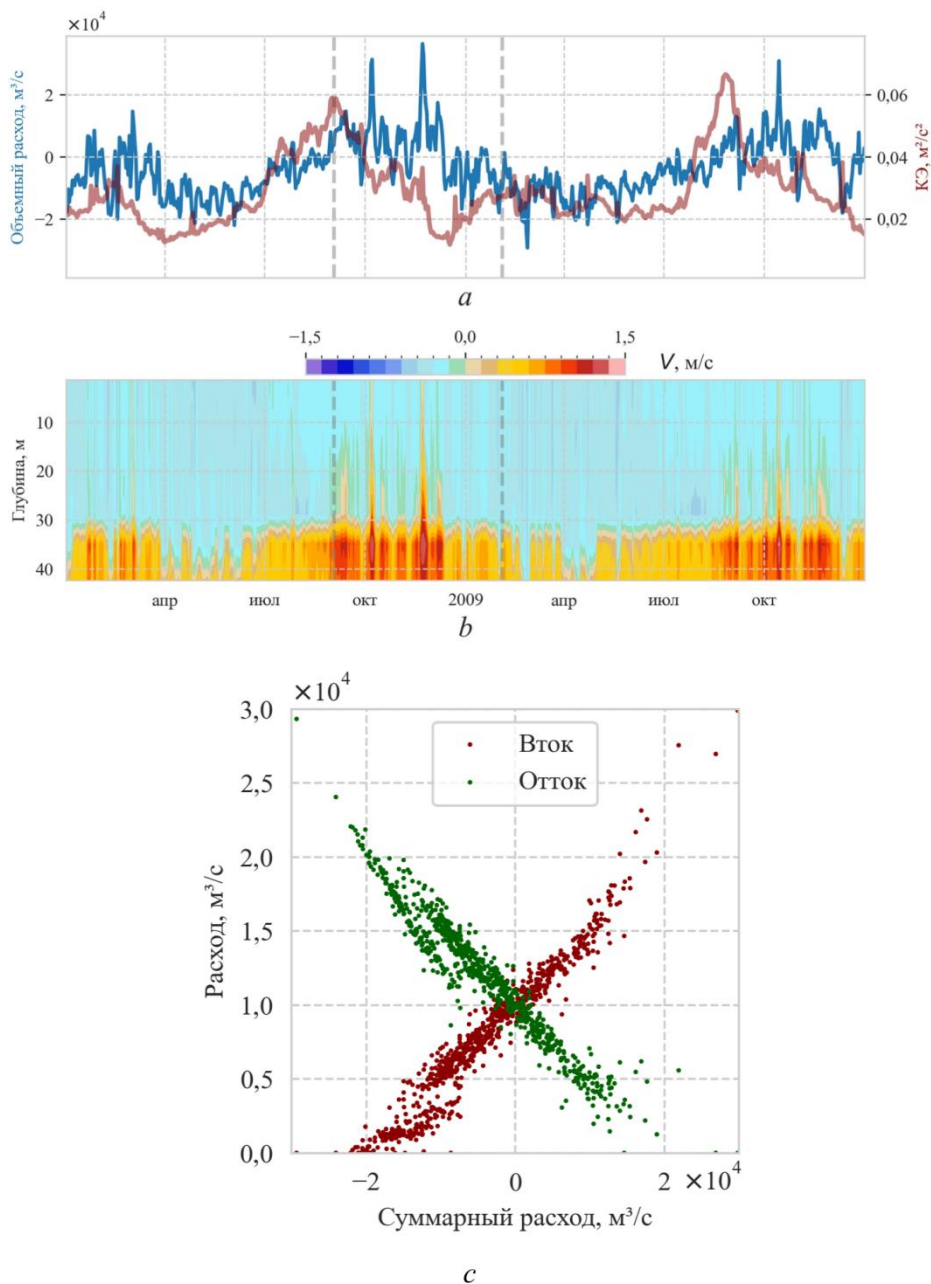 ×10⁴
Объемный расход, м³/с
2
0
−2
0,06
0,04
0,02
КЭ, м²/с²
a
−1,5 0,0 1,5
V, м/с
Глубина, м
10
20
30
40
апр июл окт 2009 апр июл окт
b
×10⁴
3,0
2,5
2,0
1,5
1,0
0,5
0,0
Расход, м³/с
Вток
Отток
−2 0 2 ×10⁴
Суммарный расход, м³/с
c